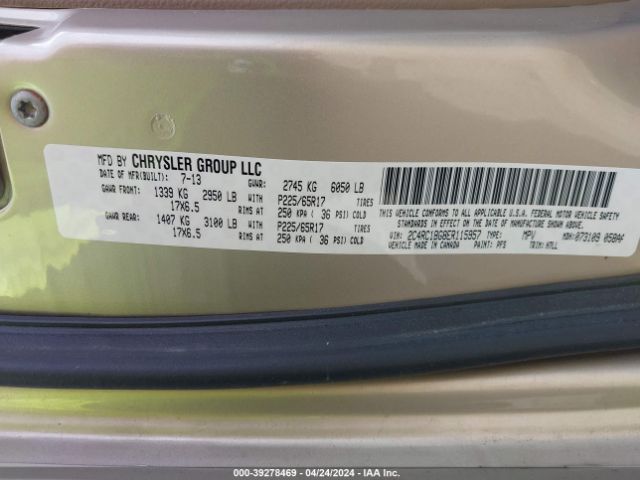 MFD BY CHRYSLER GROUP LLC
DATE OF MFR(BUILT): 7-13 GVWR: 2745 KG 6050 LB
GAWR FRONT: 1339 KG 2950 LB WITH P225/65R17 TIRES
17X6.5 RIMS AT 250 KPA ( 36 PSI) COLD
GAWR REAR: 1407 KG 3100 LB WITH P225/65R17 TIRES
17X6.5 RIMS AT 250 KPA ( 36 PSI) COLD
THIS VEHICLE CONFORMS TO ALL APPLICABLE U.S.A. FEDERAL MOTOR VEHICLE SAFETY
STANDARDS IN EFFECT ON THE DATE OF MANUFACTURE SHOWN ABOVE.
VIN: 2C4RC1BG8ER115957 TYPE: MPV MDH: 073109 050AF
VEHICLE MADE IN CANADA PAINT: PFS TRIM:
0000-39278469 - 04/24/2024 - IAA Inc.